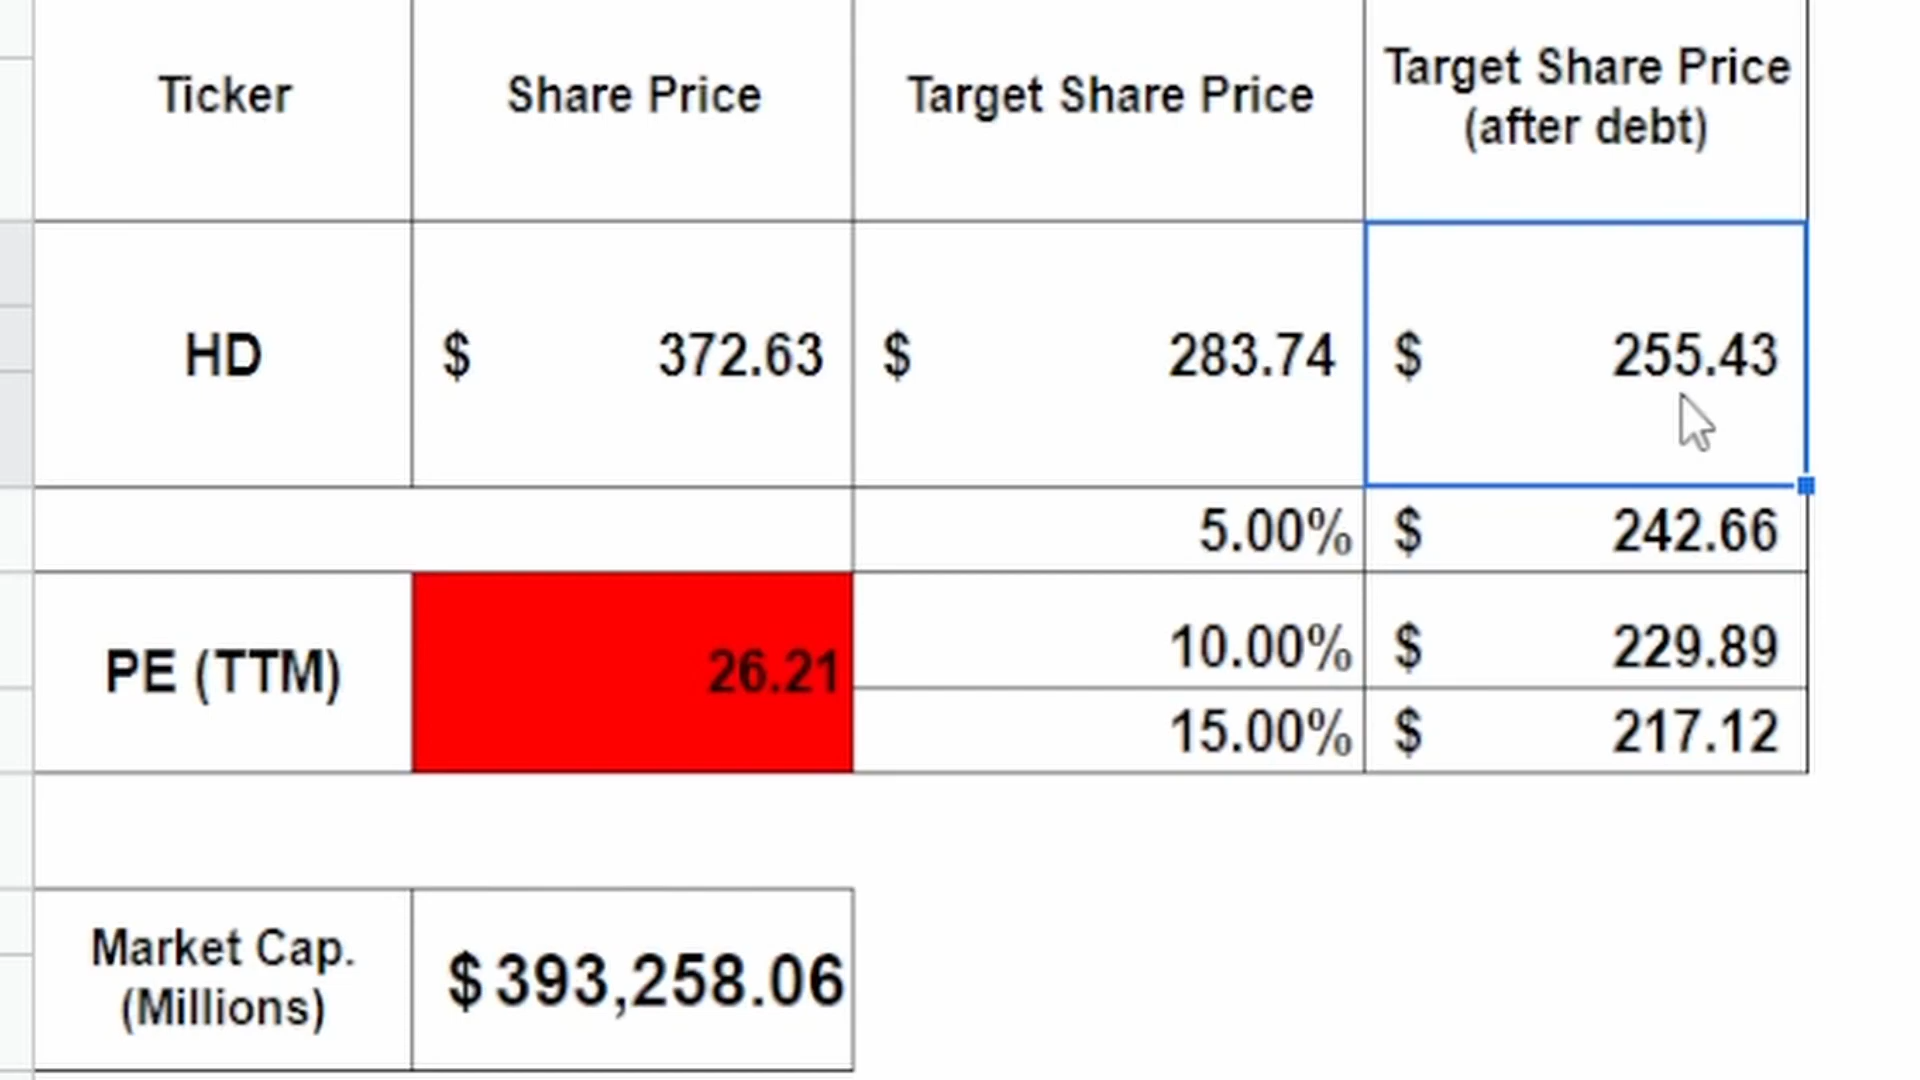 Ticker
Share Price
Target Share Price
Target Share Price
(after debt)
HD
$ 372.63
$ 283.74
$ 255.43
5.00%
$ 242.66
PE (TTM)
26.21
10.00%
$ 229.89
15.00%
$ 217.12
Market Cap.
(Millions)
$393,258.06